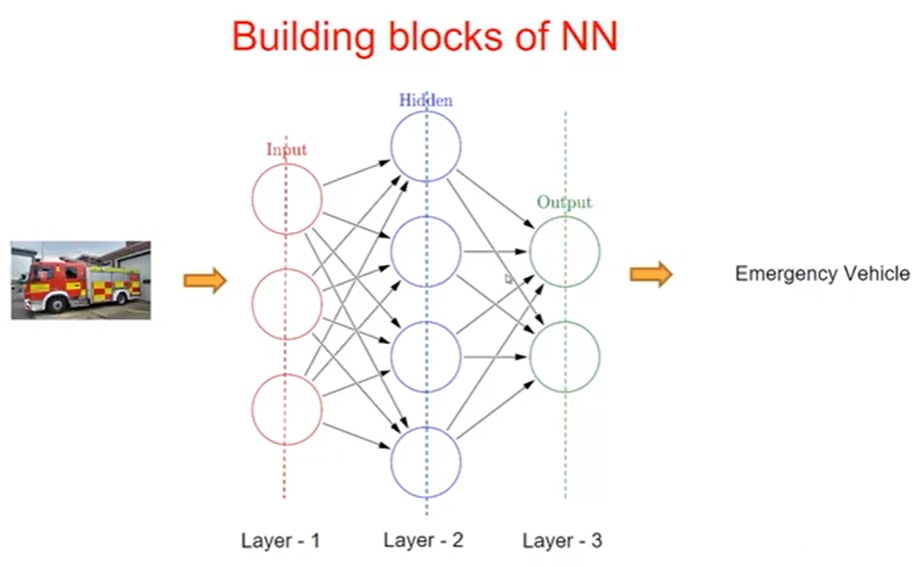 Building blocks of NN
Hidden
Input
Output
Emergency Vehicle
Layer - 1
Layer - 2
Layer - 3